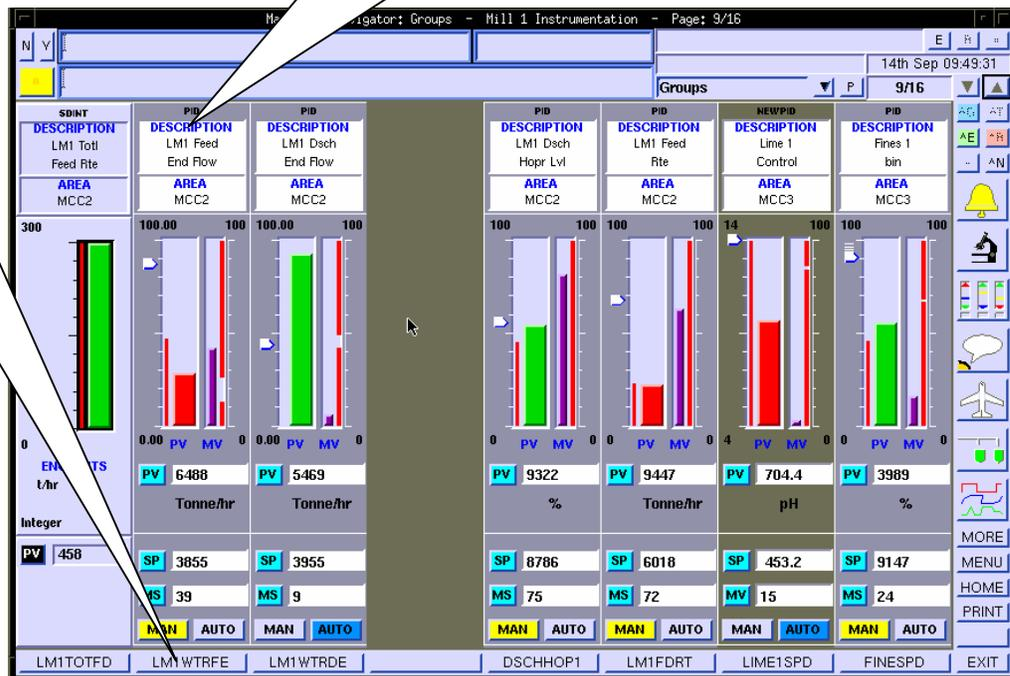 Ma igator: Groups - Mill 1 Instrumentation - Page: 9/16
N Y E
14th Sep 09:49:31
Groups P 9/16
SDINT PID PID PID PID NEWPID PID
DESCRIPTION DESCRIPTION DESCRIPTION DESCRIPTION DESCRIPTION DESCRIPTION DESCRIPTION
LM1 Totl LM1 Feed LM1 Dsch LM1 Dsch LM1 Feed Lime 1 Fines 1
Feed Rte End Flow End Flow Hopr Lvl Rte Control bin
AREA AREA AREA AREA AREA AREA AREA
MCC2 MCC2 MCC2 MCC2 MCC2 MCC3 MCC3
^E ^N
300 100.00 100 100.00 100 100 100 100 100 14 100 100 100
0 0.00 PV MV 0 0.00 PV MV 0 0 PV MV 0 0 PV MV 0 4 PV MV 0 0 PV MV 0
EN TS
t/hr
PV 6488 PV 5469 PV 9322 PV 9447 PV 704.4 PV 3989
Tonne/hr Tonne/hr % Tonne/hr pH %
Integer
PV 458
SP 3855 SP 3955 SP 8786 SP 6018 SP 453.2 SP 9147
MS 39 MS 9 MS 75 MS 72 MV 15 MS 24
MAN AUTO MAN AUTO MAN AUTO MAN AUTO MAN AUTO MAN AUTO
MORE
MENU
HOME
PRINT
LM1TOTFD LM1WTRFE LM1WTRDE DSCHHOP1 LM1FDRT LIME1SPD FINESPD EXIT